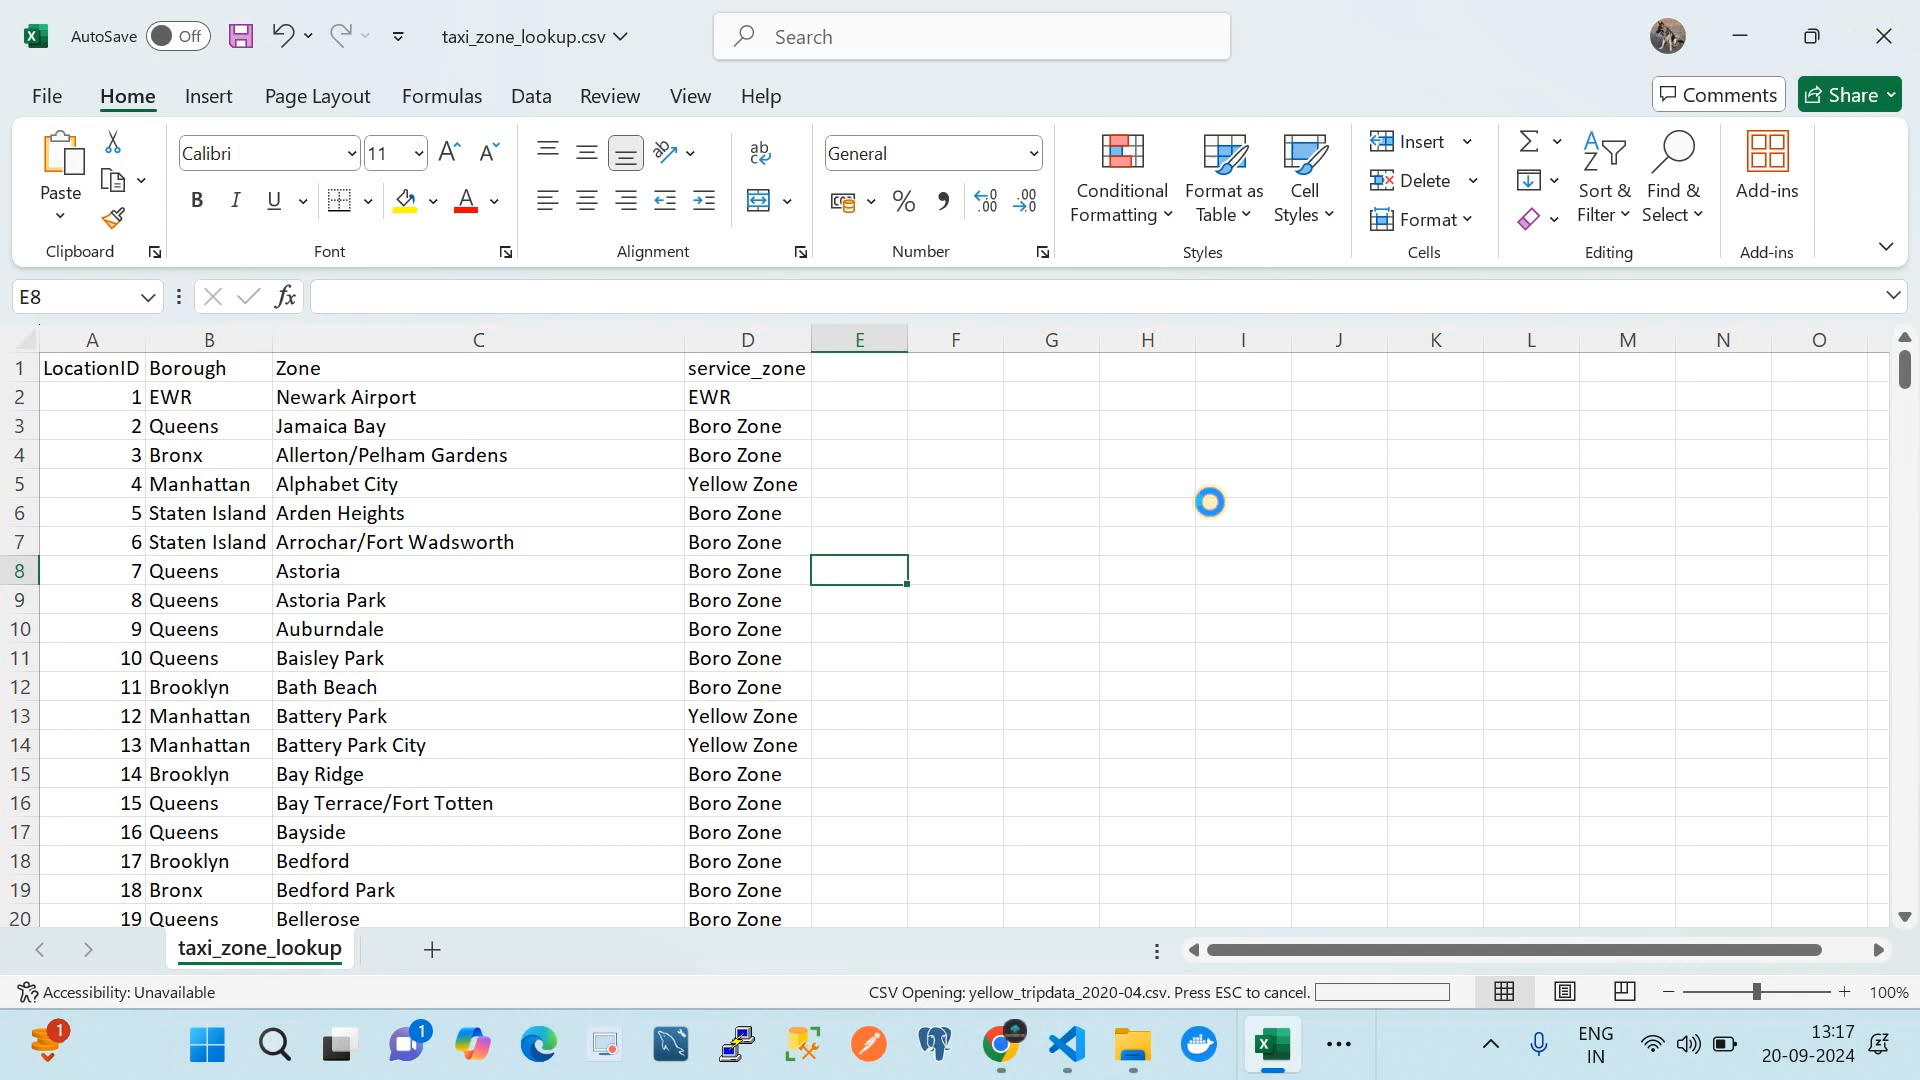 AutoSave Off taxi_zone_lookup.csv Search
File Home Insert Page Layout Formulas Data Review View Help Comments Share
Paste
Calibri 11 General
B I U
Conditional Formatting
Format as Table
Cell Styles
Insert
Delete
Format
Sort & Filter
Find & Select
Add-ins
Clipboard Font Alignment Number Styles Cells Editing Add-ins
E8 fx
A B C D E F G H I J K L M N O
1 LocationID Borough Zone service_zone
2 1 EWR Newark Airport EWR
3 2 Queens Jamaica Bay Boro Zone
4 3 Bronx Allerton/Pelham Gardens Boro Zone
5 4 Manhattan Alphabet City Yellow Zone
6 5 Staten Island Arden Heights Boro Zone
7 6 Staten Island Arrochar/Fort Wadsworth Boro Zone
8 7 Queens Astoria Boro Zone
9 8 Queens Astoria Park Boro Zone
10 9 Queens Auburndale Boro Zone
11 10 Queens Baisley Park Boro Zone
12 11 Brooklyn Bath Beach Boro Zone
13 12 Manhattan Battery Park Yellow Zone
14 13 Manhattan Battery Park City Yellow Zone
15 14 Brooklyn Bay Ridge Boro Zone
16 15 Queens Bay Terrace/Fort Totten Boro Zone
17 16 Queens Bayside Boro Zone
18 17 Brooklyn Bedford Boro Zone
19 18 Bronx Bedford Park Boro Zone
20 19 Queens Bellerose Boro Zone
taxi_zone_lookup
Accessibility: Unavailable CSV Opening: yellow_tripdata_2020-04.csv. Press ESC to cancel. 100%
1 1 ENG 13:17
IN 20-09-2024